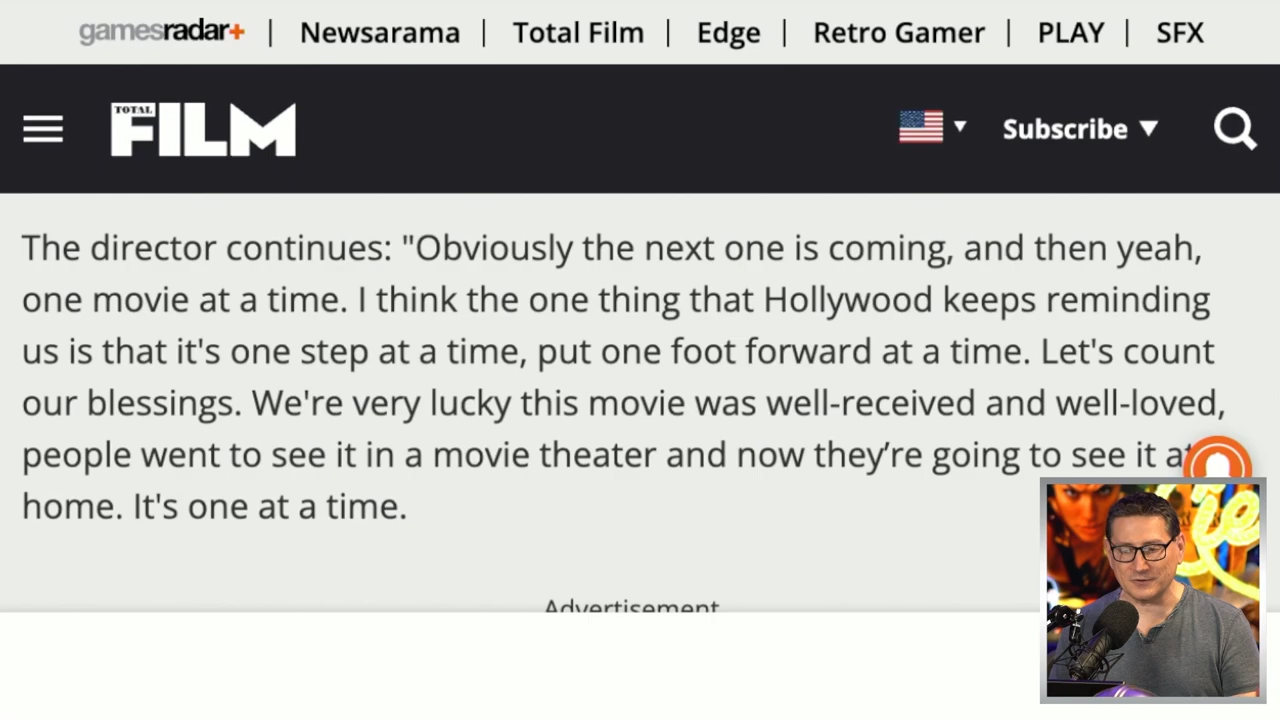 gamesradar+ | Newsarama | Total Film | Edge | Retro Gamer | PLAY | SFX
TOTAL FILM
Subscribe
The director continues: "Obviously the next one is coming, and then yeah,
one movie at a time. I think the one thing that Hollywood keeps reminding
us is that it's one step at a time, put one foot forward at a time. Let's count
our blessings. We're very lucky this movie was well-received and well-loved,
people went to see it in a movie theater and now they’re going to see it at
home. It's one at a time.
Advertisement